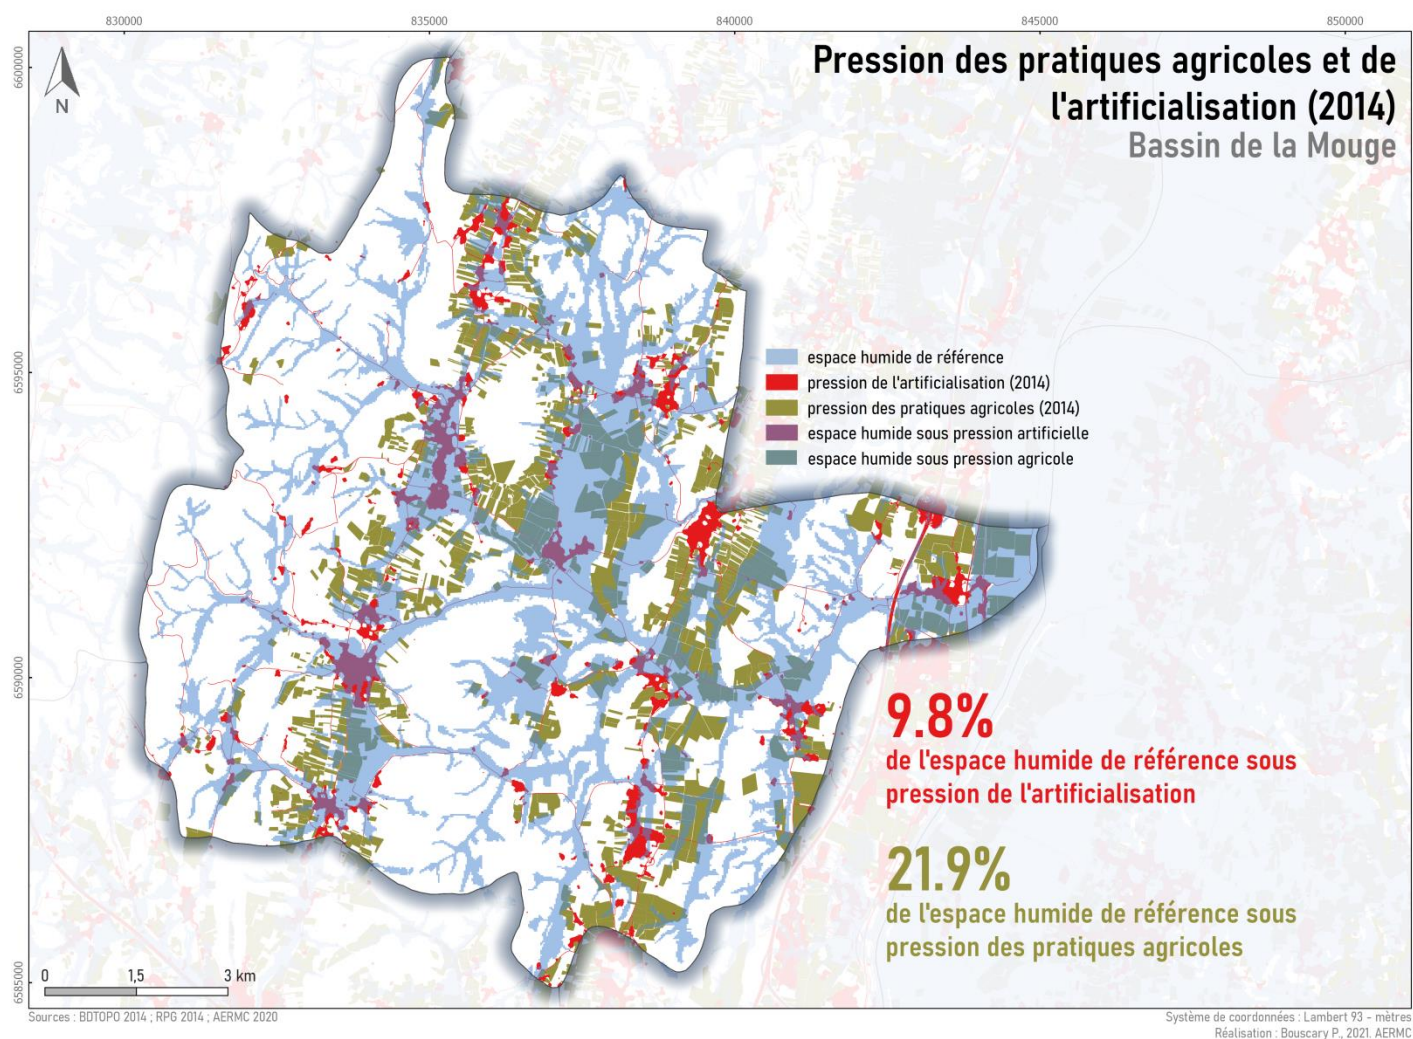 830000
835000
840000
845000
850000
6600000
6595000
6590000
6585000
N
Pression des pratiques agricoles et de
l'artificialisation (2014)
Bassin de la Mouge
espace humide de référence
pression de l'artificialisation (2014)
pression des pratiques agricoles (2014)
espace humide sous pression artificielle
espace humide sous pression agricole
9.8%
de l'espace humide de référence sous
pression de l'artificialisation
21.9%
de l'espace humide de référence sous
pression des pratiques agricoles
0 1,5 3 km
Sources : BDTOPO 2014 ; RPG 2014 ; AERMC 2020
Système de coordonnées : Lambert 93 - mètres
Réalisation : Bouscary P., 2021. AERMC